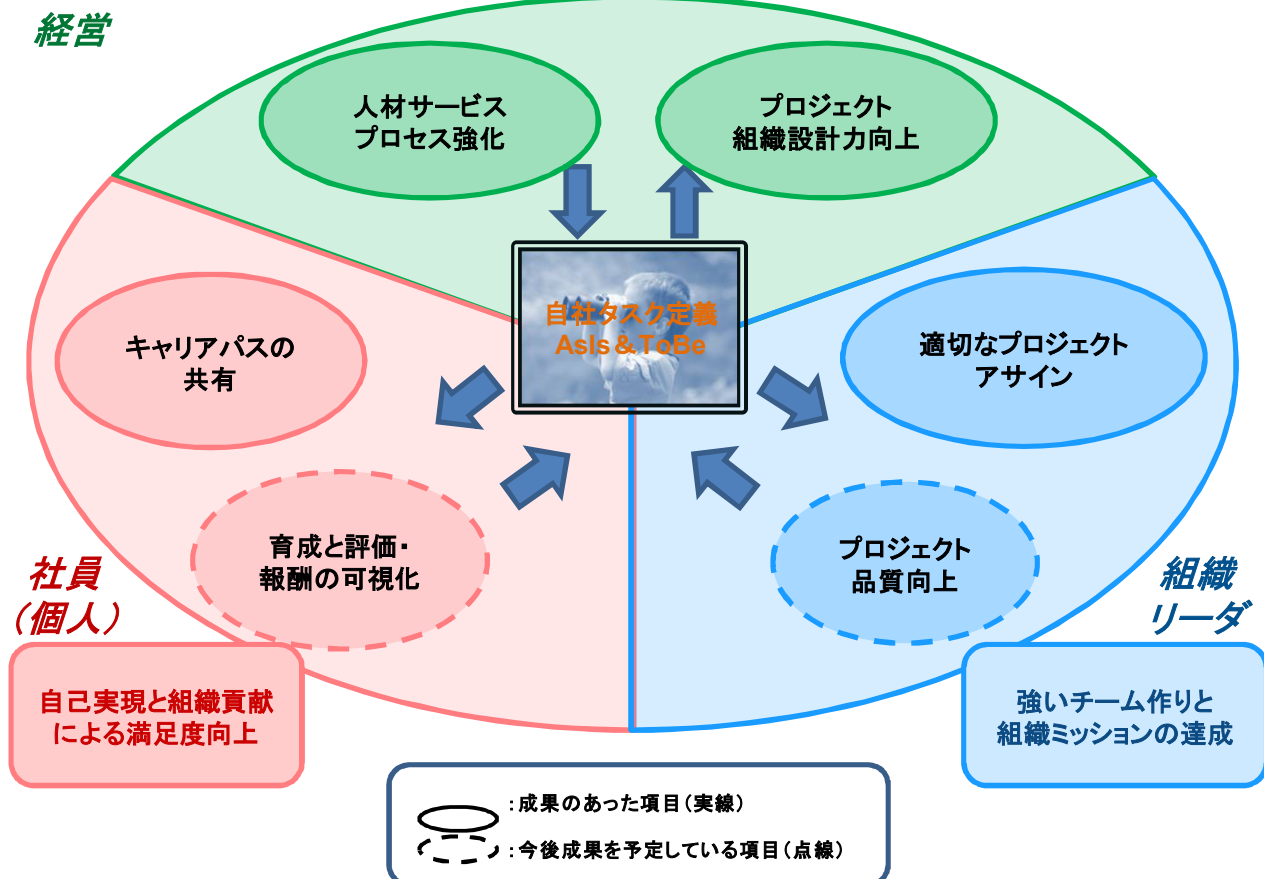 経営
人材サービス
プロセス強化
プロジェクト
組織設計力向上
自社タスク定義
AsIs＆ToBe
キャリアパスの
共有
適切なプロジェクト
アサイン
育成と評価・
報酬の可視化
プロジェクト
品質向上
社員
（個人）
組織
リーダ
自己実現と組織貢献
による満足度向上
強いチーム作りと
組織ミッションの達成
：成果のあった項目（実線）
：今後成果を予定している項目（点線）